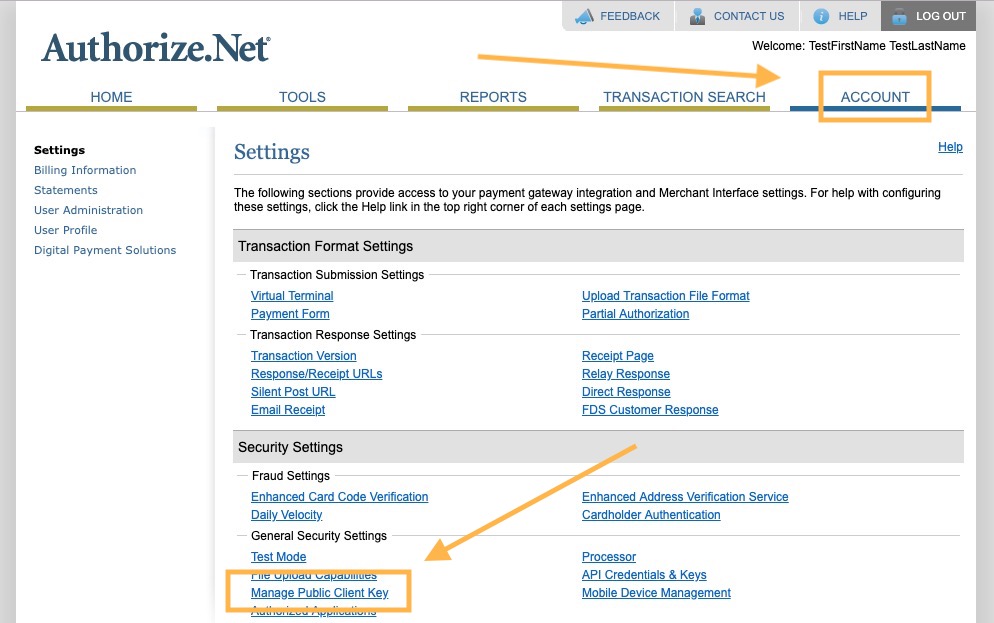 FEEDBACK CONTACT US HELP LOG OUT
Authorize.Net®
Welcome: TestFirstName TestLastName
HOME TOOLS REPORTS TRANSACTION SEARCH ACCOUNT
Settings
Billing Information
Statements
User Administration
User Profile
Digital Payment Solutions
Settings
Help
The following sections provide access to your payment gateway integration and Merchant Interface settings. For help with configuring
these settings, click the Help link in the top right corner of each settings page.
Transaction Format Settings
Transaction Submission Settings
Virtual Terminal Upload Transaction File Format
Payment Form Partial Authorization
Transaction Response Settings
Transaction Version Receipt Page
Response/Receipt URLs Relay Response
Silent Post URL Direct Response
Email Receipt FDS Customer Response
Security Settings
Fraud Settings
Enhanced Card Code Verification Enhanced Address Verification Service
Daily Velocity Cardholder Authentication
General Security Settings
Test Mode Processor
File Upload Capabilities API Credentials & Keys
Manage Public Client Key Mobile Device Management
Authorized Applications